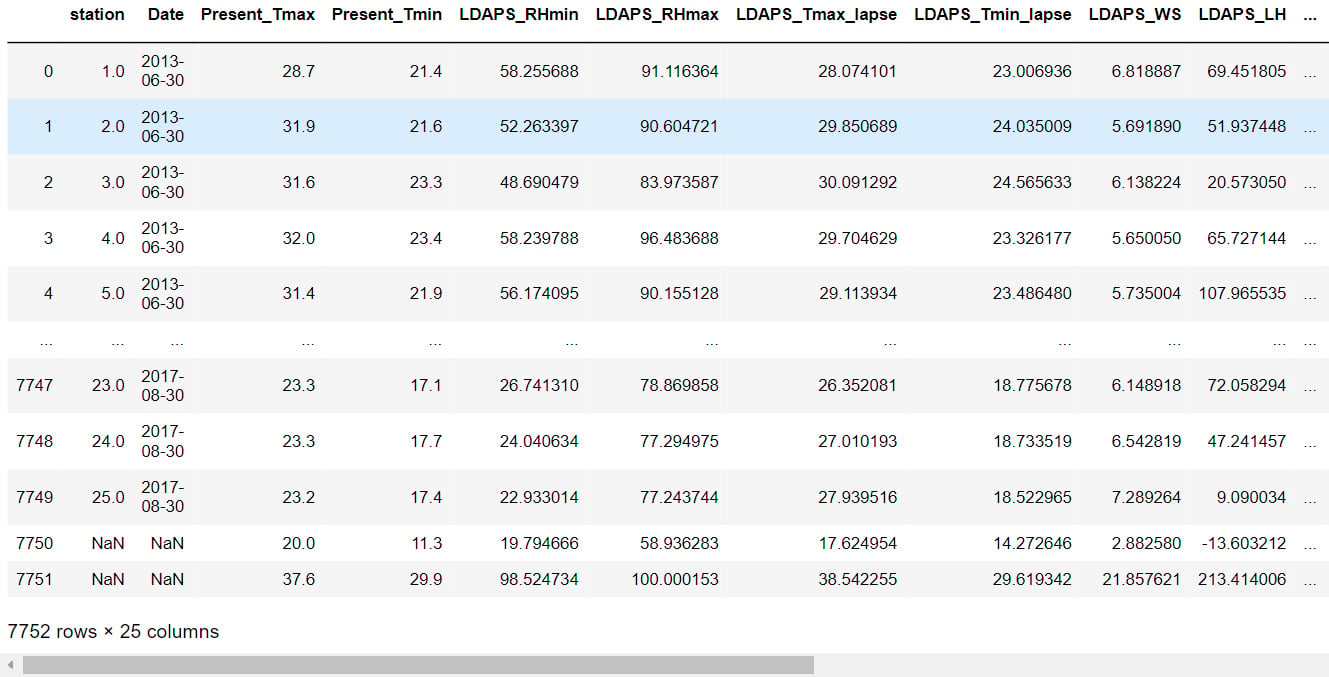 station Date Present_Tmax Present_Tmin LDAPS_RHmin LDAPS_RHmax LDAPS_Tmax_lapse LDAPS_Tmin_lapse LDAPS_WS LDAPS_LH ...
0 1.0 2013-06-30 28.7 21.4 58.255688 91.116364 28.074101 23.006936 6.818887 69.451805 ...
1 2.0 2013-06-30 31.9 21.6 52.263397 90.604721 29.850689 24.035009 5.691890 51.937448 ...
2 3.0 2013-06-30 31.6 23.3 48.690479 83.973587 30.091292 24.565633 6.138224 20.573050 ...
3 4.0 2013-06-30 32.0 23.4 58.239788 96.483688 29.704629 23.326177 5.650050 65.727144 ...
4 5.0 2013-06-30 31.4 21.9 56.174095 90.155128 29.113934 23.486480 5.735004 107.965535 ...
... ... ... ... ... ... ... ... ... ... ... ...
7747 23.0 2017-08-30 23.3 17.1 26.741310 78.869858 26.352081 18.775678 6.148918 72.058294 ...
7748 24.0 2017-08-30 23.3 17.7 24.040634 77.294975 27.010193 18.733519 6.542819 47.241457 ...
7749 25.0 2017-08-30 23.2 17.4 22.933014 77.243744 27.939516 18.522965 7.289264 9.090034 ...
7750 NaN NaN 20.0 11.3 19.794666 58.936283 17.624954 14.272646 2.882580 -13.603212 ...
7751 NaN NaN 37.6 29.9 98.524734 100.000153 38.542255 29.619342 21.857621 213.414006 ...
7752 rows × 25 columns